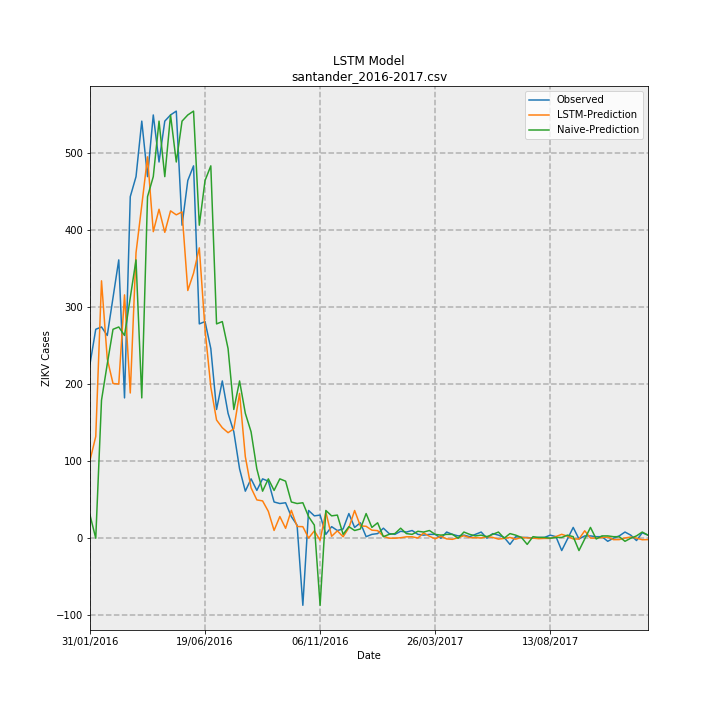 LSTM Model
santander_2016-2017.csv
Observed
LSTM-Prediction
Naive-Prediction
500
400
300
200
100
0
−100
ZIKV Cases
31/01/2016
19/06/2016
06/11/2016
26/03/2017
13/08/2017
Date